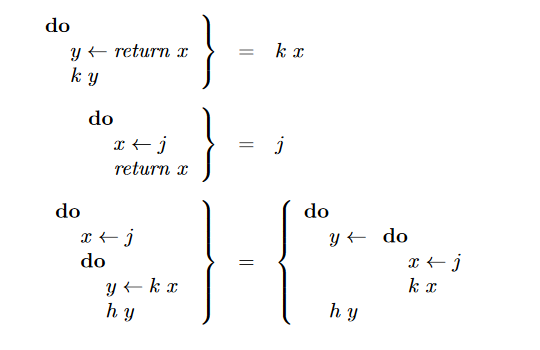 do
y ← return x } = k x
k y
do
x ← j } = j
return x
do do
x ← j y ← do
do } = { x ← j
y ← k x k x
h y h y